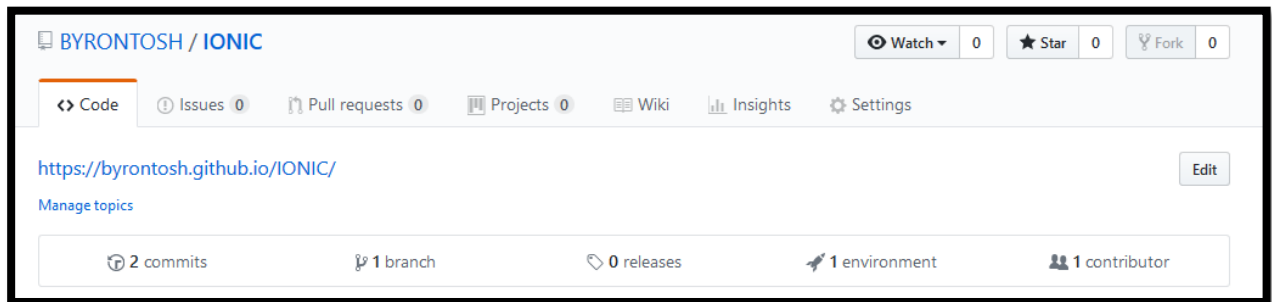 BYRONTOSH / IONIC Watch 0 Star 0 Fork 0
Code Issues 0 Pull requests 0 Projects 0 Wiki Insights Settings
https://byrontosh.github.io/IONIC/ Edit
Manage topics
2 commits 1 branch 0 releases 1 environment 1 contributor